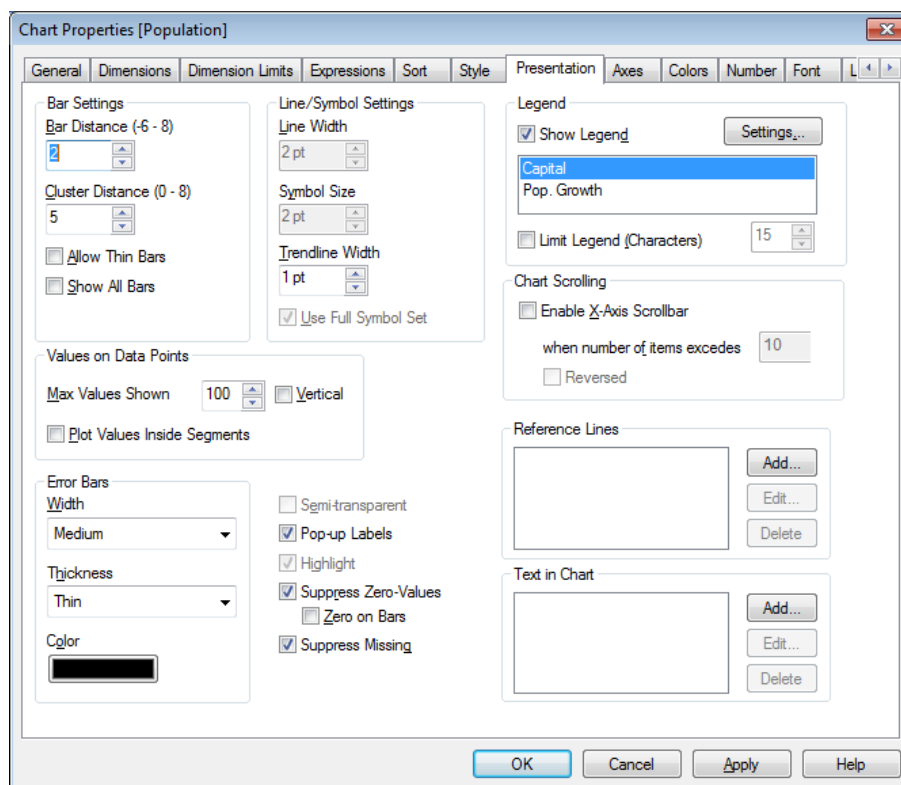 Chart Properties [Population]
General Dimensions Dimension Limits Expressions Sort Style Presentation Axes Colors Number Font L
Bar Settings
Bar Distance (-6 - 8)
2
Cluster Distance (0 - 8)
5
Allow Thin Bars
Show All Bars
Line/Symbol Settings
Line Width
2 pt
Symbol Size
2 pt
Trendline Width
1 pt
Use Full Symbol Set
Legend
Show Legend Settings...
Capital
Pop. Growth
Limit Legend (Characters) 15
Chart Scrolling
Enable X-Axis Scrollbar
when number of items excedes 10
Reversed
Values on Data Points
Max Values Shown 100 Vertical
Plot Values Inside Segments
Reference Lines
Add...
Edit...
Delete
Error Bars
Width
Medium
Thickness
Thin
Color
Semi-transparent
Pop-up Labels
Highlight
Suppress Zero-Values
Zero on Bars
Suppress Missing
Text in Chart
Add...
Edit...
Delete
OK Cancel Apply Help